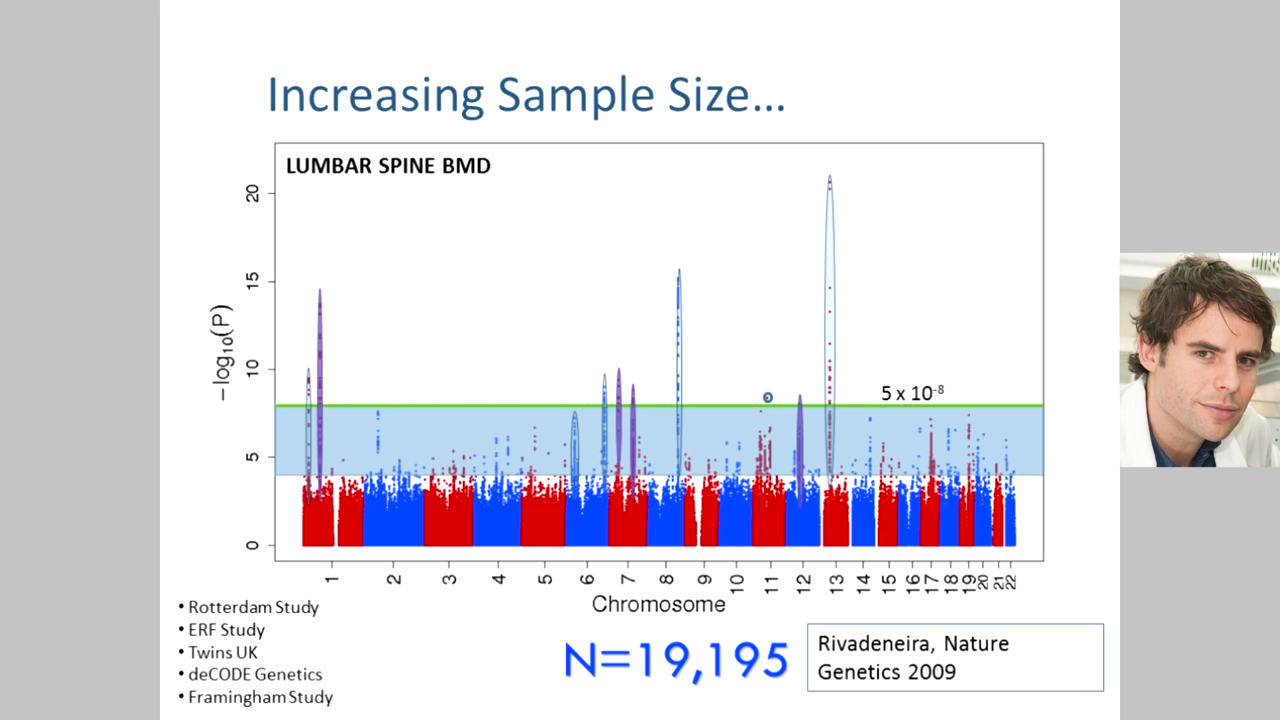 Increasing Sample Size...
LUMBAR SPINE BMD
20
15
10
5
0
−log10(P)
5 x 10-8
1 2 3 4 5 6 7 8 9 10 11 12 13 14 15 16 17 18 19 20 21 22
Chromosome
• Rotterdam Study
• ERF Study
• Twins UK
• deCODE Genetics
• Framingham Study
N=19,195
Rivadeneira, Nature
Genetics 2009